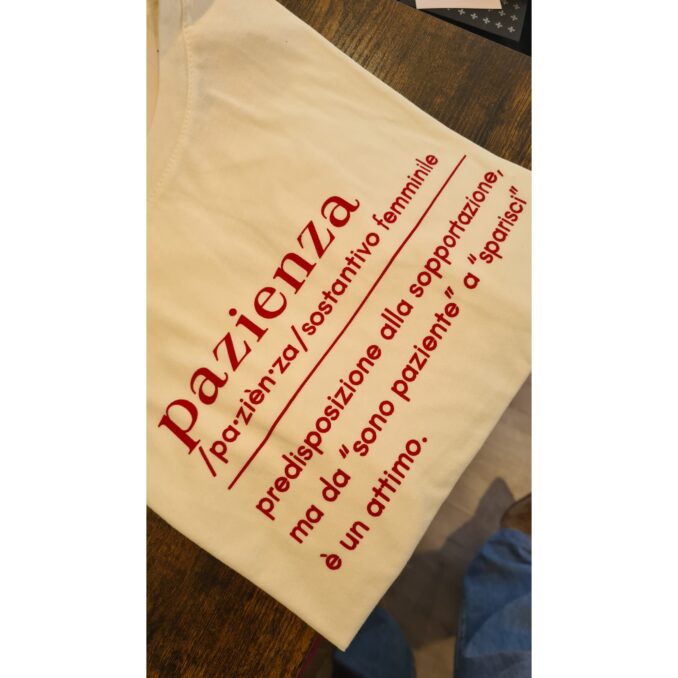 pazienza
/pa·zièn·za/sostantivo femminile
predisposizione alla sopportazione,
ma da "sono paziente" a "sparisci"
è un attimo.